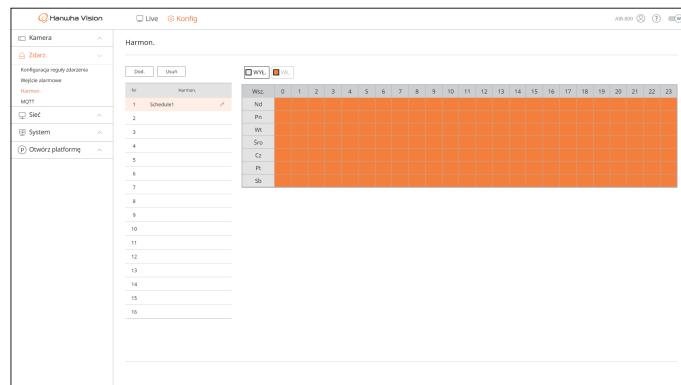 Hanwha Vision
Live
Konfig
AIB-800
Kamera
Zdarz.
Konfiguracja reguły zdarzenia
Wejście alarmowe
Harmon.
MQTT
Sieć
System
Otwórz platformę
Harmon.
Dod. Usuń
Nr Harmon.
1 Schedule1
2
3
4
5
6
7
8
9
10
11
12
13
14
15
16
WYŁ. WŁ.
Wsz. 0 1 2 3 4 5 6 7 8 9 10 11 12 13 14 15 16 17 18 19 20 21 22 23
Nd
Pn
Wt
Śro
Cz
Pt
Sb